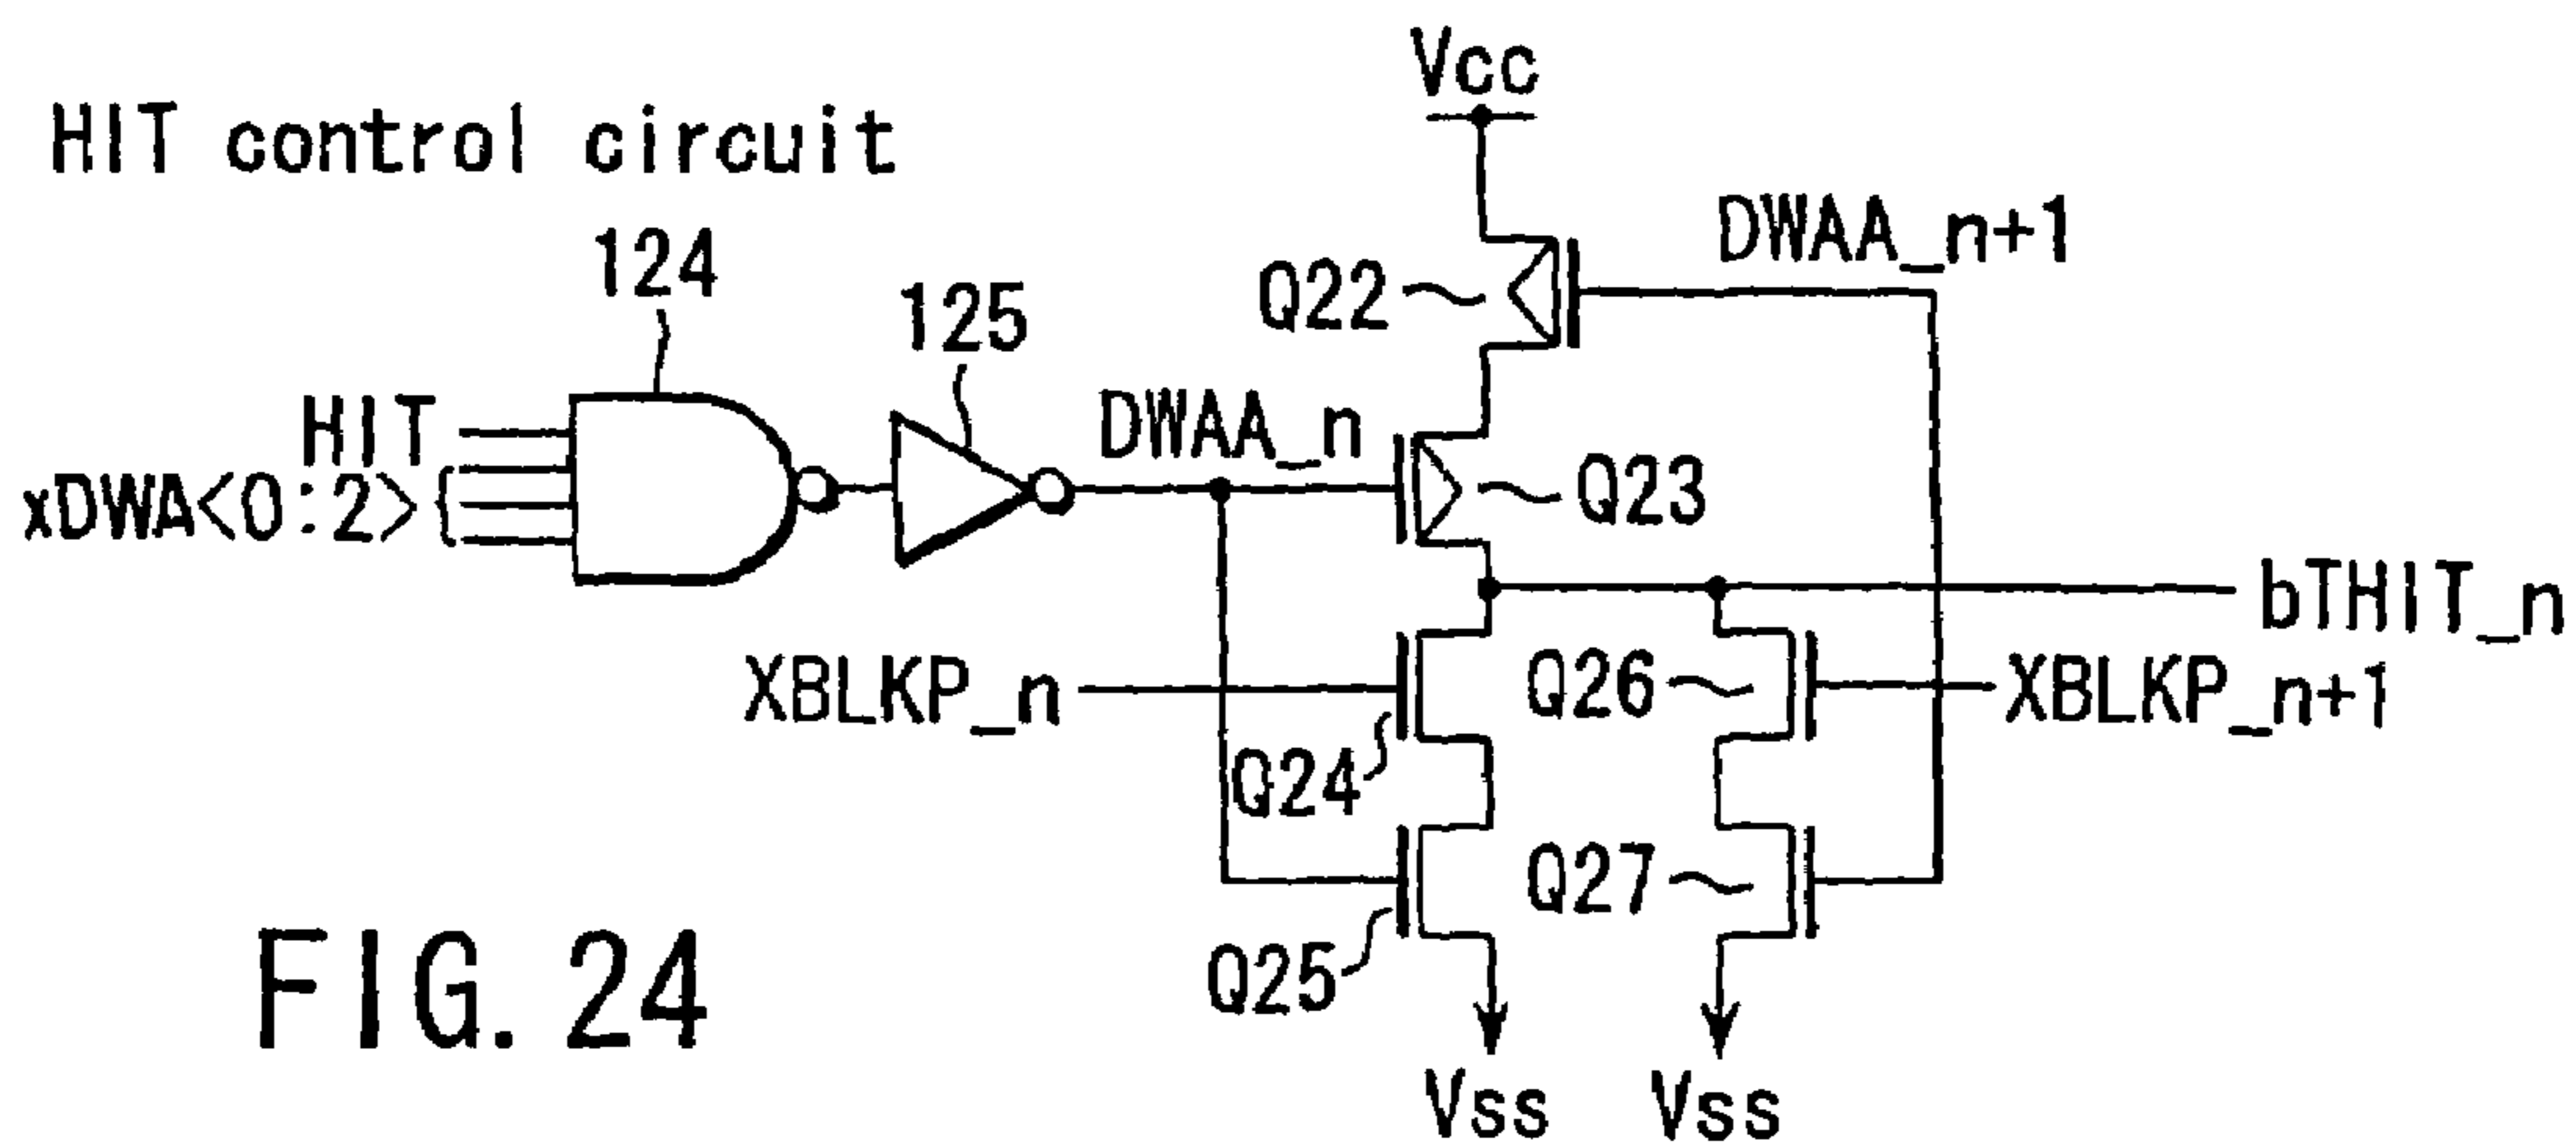 HIT control circuit
Vcc
124
125
Q22
DWAA_n+1
HIT
xDWA<0:2>
DWAA_n
Q23
bTHIT_n
XBLKP_n
Q24
Q26
XBLKP_n+1
Q25
Q27
Vss
Vss
FIG. 24